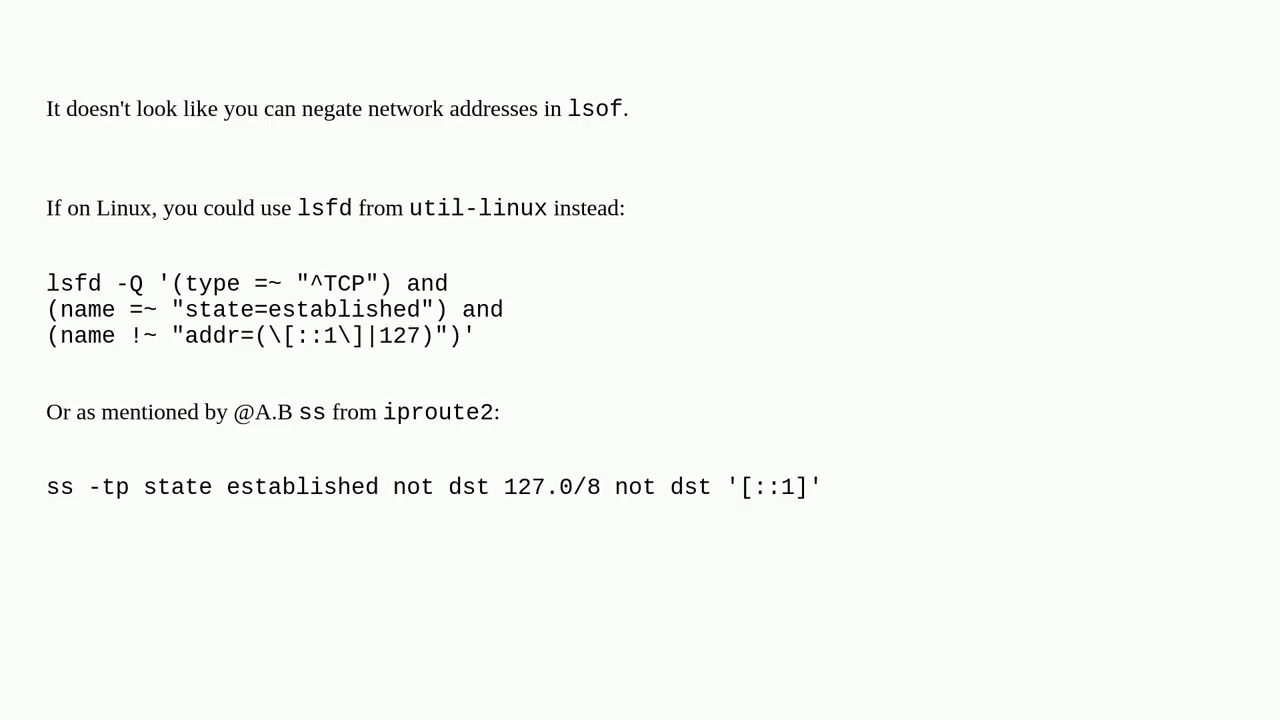 It doesn't look like you can negate network addresses in lsof.
If on Linux, you could use lsfd from util-linux instead:
lsfd -Q '(type =~ "^TCP") and
(name =~ "state=established") and
(name !~ "addr=(\[::1\]|127)")'
Or as mentioned by @A.B ss from iproute2:
ss -tp state established not dst 127.0/8 not dst '[::1]'